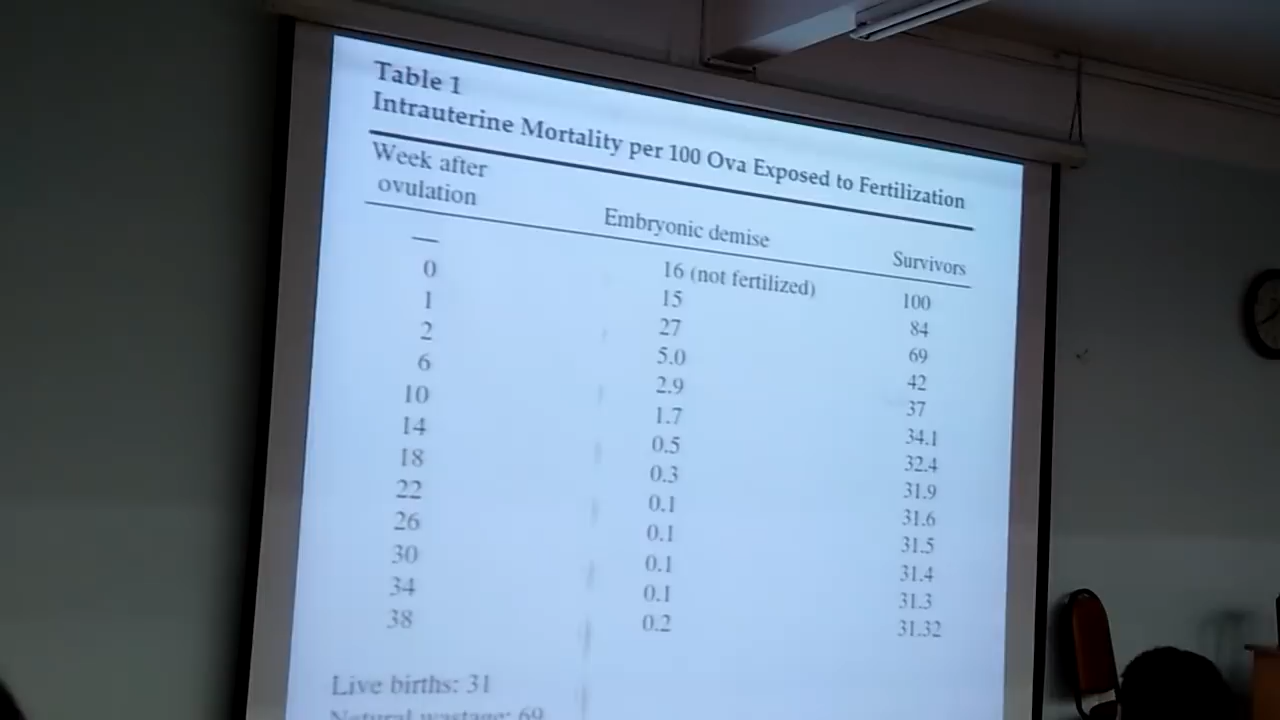 Table 1
Intrauterine Mortality per 100 Ova Exposed to Fertilization
Week after
ovulation Embryonic demise Survivors
— 16 (not fertilized) 100
0 15 84
1 27 69
2 5.0 42
6 2.9 37
10 1.7 34.1
14 0.5 32.4
18 0.3 31.9
22 0.1 31.6
26 0.1 31.5
30 0.1 31.4
34 0.1 31.3
38 0.2 31.32
Live births: 31
Natural wastage: 69